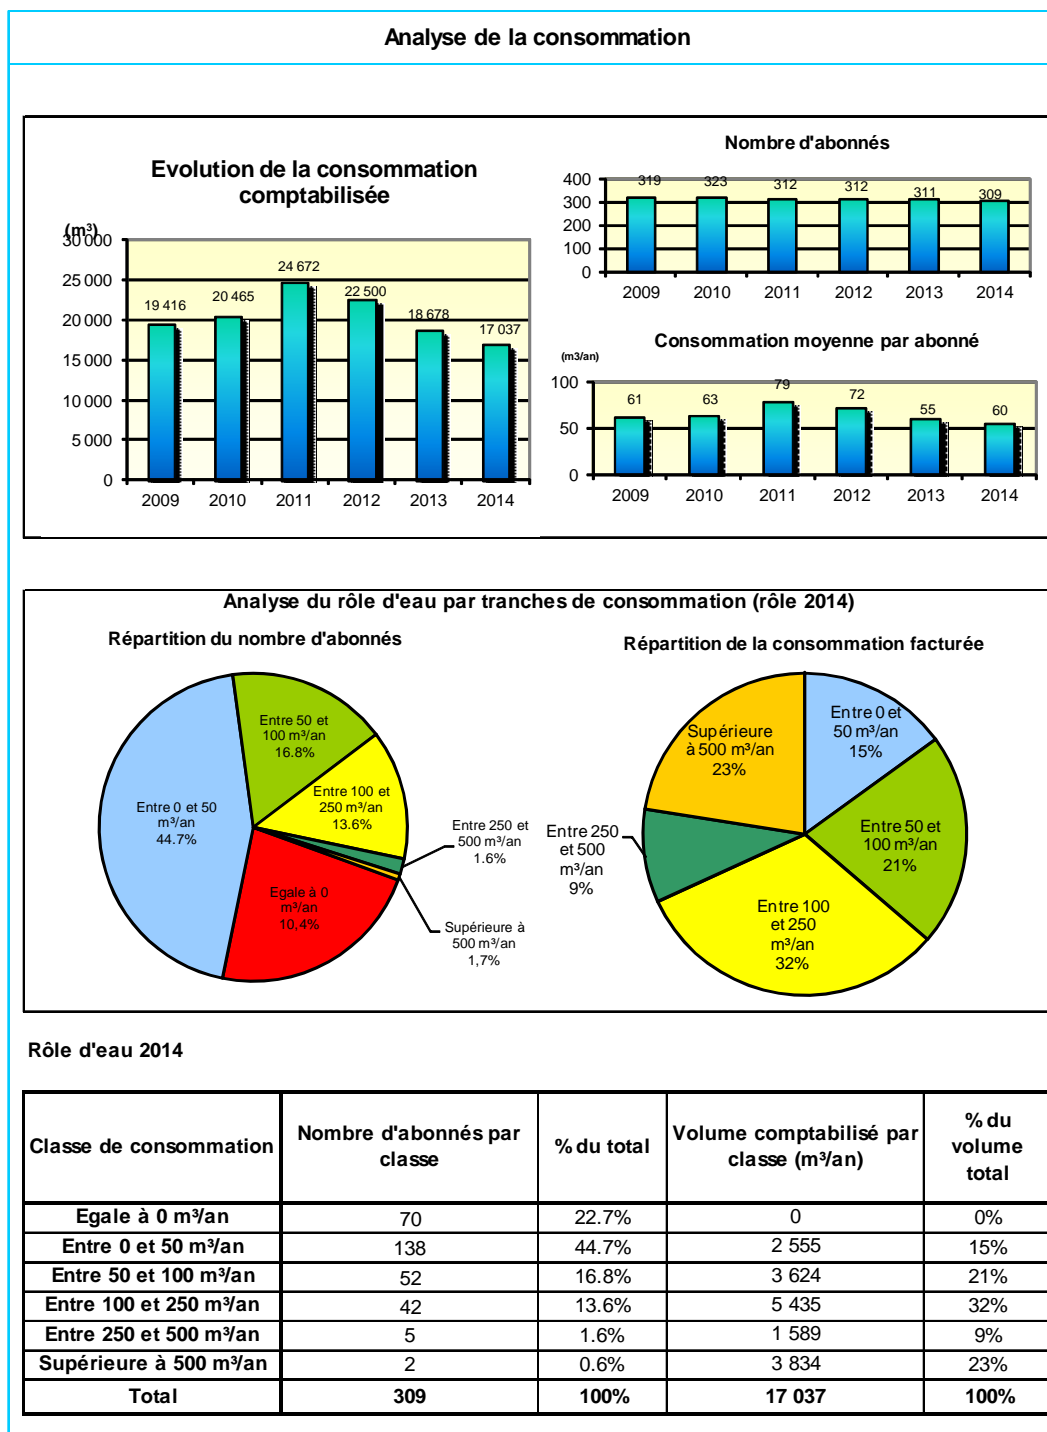 Analyse de la consommation
Evolution de la consommation
comptabilisée
(m³)
30 000
25 000
20 000
15 000
10 000
5 000
0
19 416
20 465
24 672
22 500
18 678
17 037
2009
2010
2011
2012
2013
2014
Nombre d'abonnés
400
300
200
100
0
319
323
312
312
311
309
2009
2010
2011
2012
2013
2014
Consommation moyenne par abonné
(m3/an)
100
50
0
61
63
79
72
55
60
2009
2010
2011
2012
2013
2014
Analyse du rôle d'eau par tranches de consommation (rôle 2014)
Répartition du nombre d'abonnés
Entre 50 et
100 m³/an
16.8%
Entre 100 et
250 m³/an
13.6%
Entre 0 et 50
m³/an
44.7%
Entre 250 et
500 m³/an
1.6%
Egale à 0
m³/an
10,4%
Supérieure à
500 m³/an
1,7%
Répartition de la consommation facturée
Supérieure
à 500 m³/an
23%
Entre 0 et
50 m³/an
15%
Entre 50 et
100 m³/an
21%
Entre 250
et 500
m³/an
9%
Entre 100
et 250
m³/an
32%
Rôle d'eau 2014
Classe de consommation
Nombre d'abonnés par
classe
% du total
Volume comptabilisé par
classe (m³/an)
% du
volume
total
Egale à 0 m³/an 70 22.7% 0 0%
Entre 0 et 50 m³/an 138 44.7% 2 555 15%
Entre 50 et 100 m³/an 52 16.8% 3 624 21%
Entre 100 et 250 m³/an 42 13.6% 5 435 32%
Entre 250 et 500 m³/an 5 1.6% 1 589 9%
Supérieure à 500 m³/an 2 0.6% 3 834 23%
Total 309 100% 17 037 100%